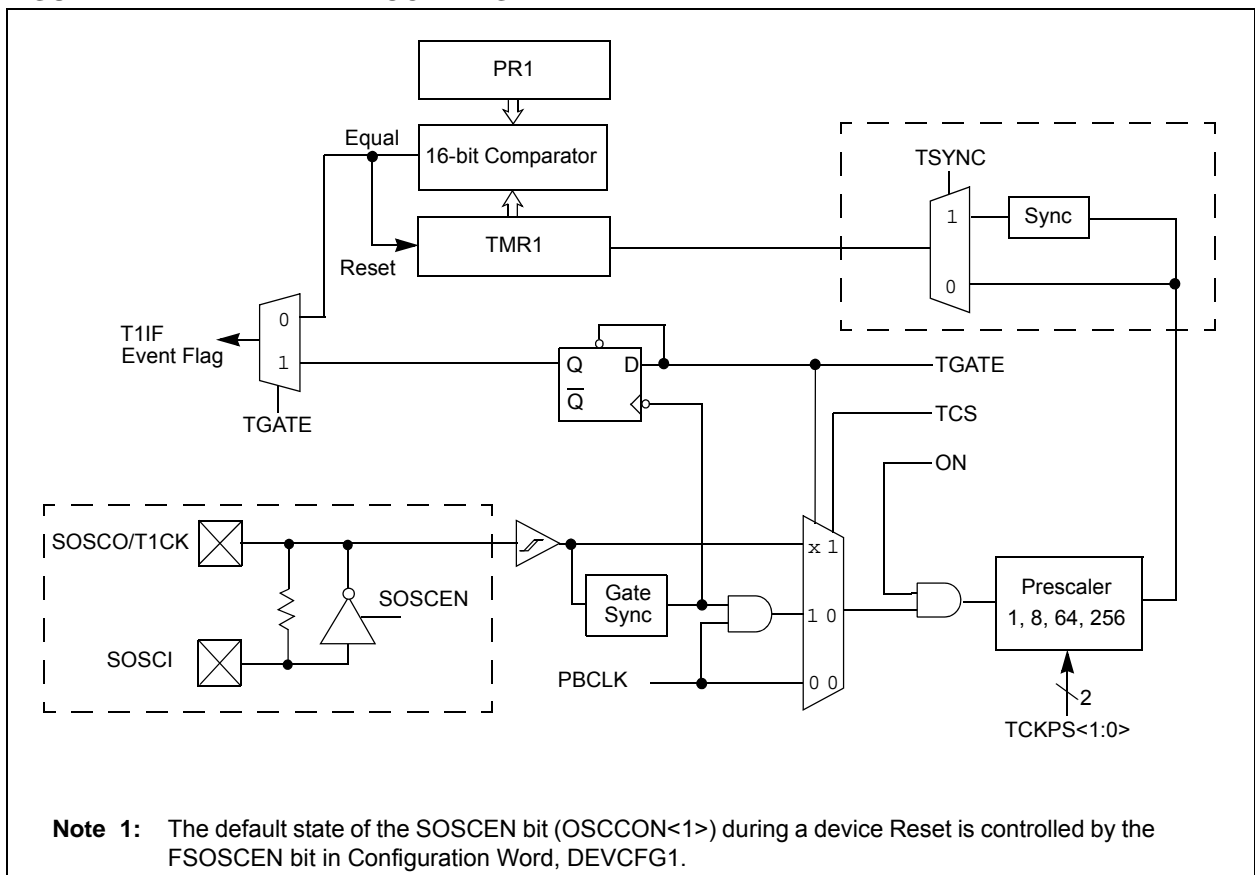 PR1
Equal
16-bit Comparator
TSYNC
1
Sync
TMR1
Reset
0
T1IF
Event Flag
0
1
TGATE
Q
D
Q
TGATE
TCS
ON
SOSCO/T1CK
SOSCEN
SOSCI
Gate
Sync
PBCLK
x 1
1 0
0 0
Prescaler
1, 8, 64, 256
2
TCKPS<1:0>
Note 1: The default state of the SOSCEN bit (OSCCON<1>) during a device Reset is controlled by the
FSOSCEN bit in Configuration Word, DEVCFG1.